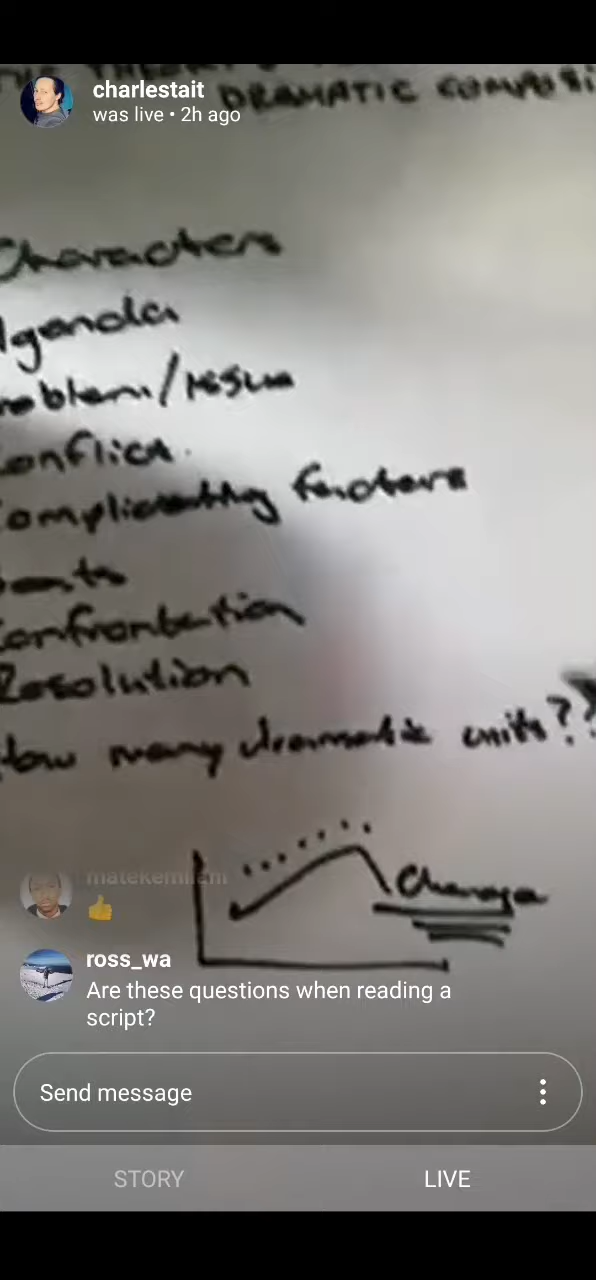 DRAMATIC
charlestait
was live • 2h ago
Characters
Agenda
Problem/issue
Conflict
Complicating factors
Confrontation
Resolution
How many dramatic units??
Change
matekemilani
👍
ross_wa
Are these questions when reading a
script?
Send message
STORY
LIVE